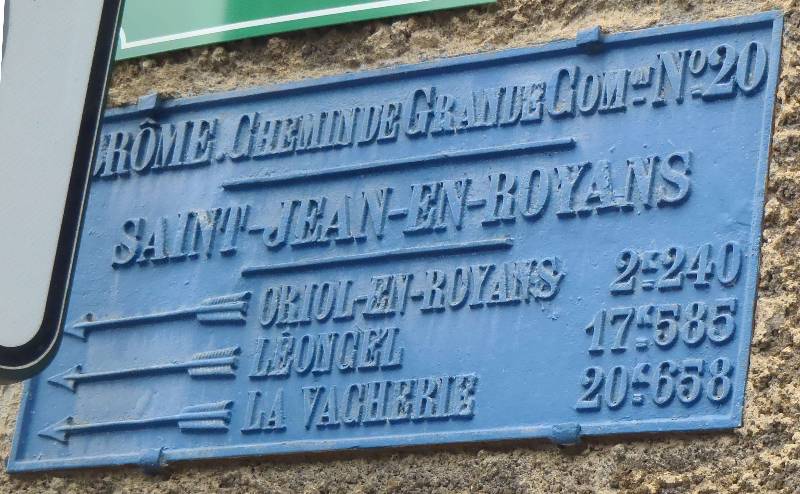 DRÔME. CHEMIN DE GRANDE COMon No 20
SAINT-JEAN-EN-ROYANS
ORIOL-EN-ROYANS 2K240
LÉONCEL 17K585
LA VACHERIE 20K658